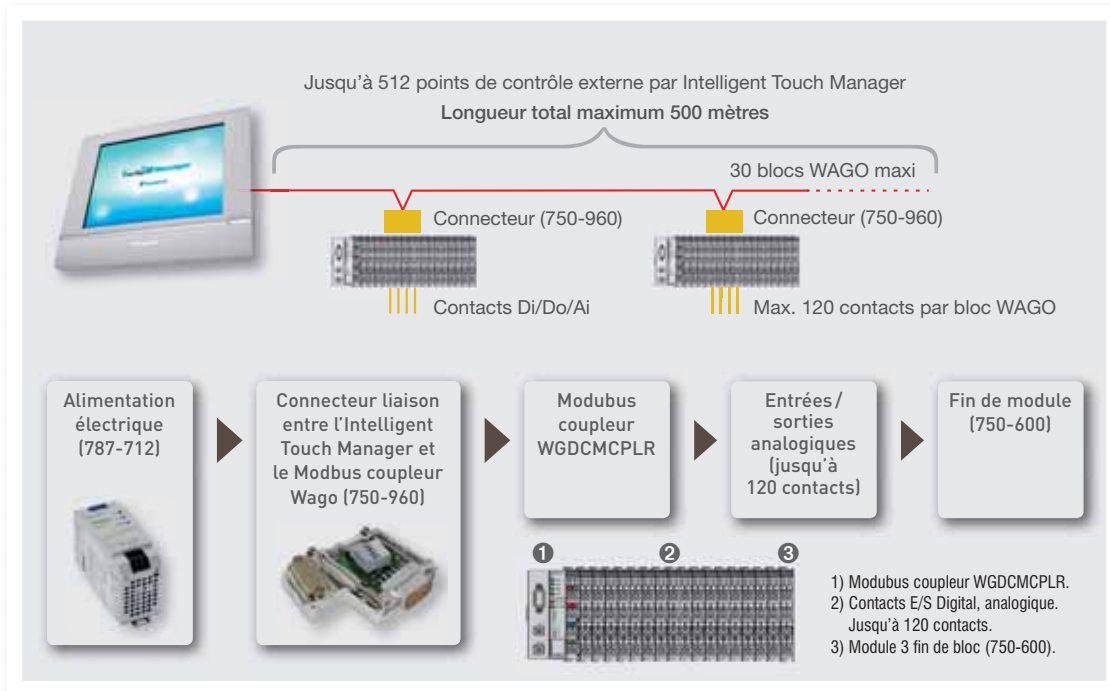 Jusqu'à 512 points de contrôle externe par Intelligent Touch Manager
Longueur total maximum 500 mètres
30 blocs WAGO maxi
Connecteur (750-960)
Connecteur (750-960)
Contacts Di/Do/Ai
Max. 120 contacts par bloc WAGO
Alimentation
électrique
(787-712)
Connecteur liaison
entre l'Intelligent
Touch Manager et
le Modbus coupleur
Wago (750-960)
Modubus
coupleur
WGDCMCPLR
Entrées/
sorties
analogiques
(jusqu'à
120 contacts)
Fin de module
(750-600)
1
2
3
1) Modubus coupleur WGDCMCPLR.
2) Contacts E/S Digital, analogique.
Jusqu'à 120 contacts.
3) Module 3 fin de bloc (750-600).